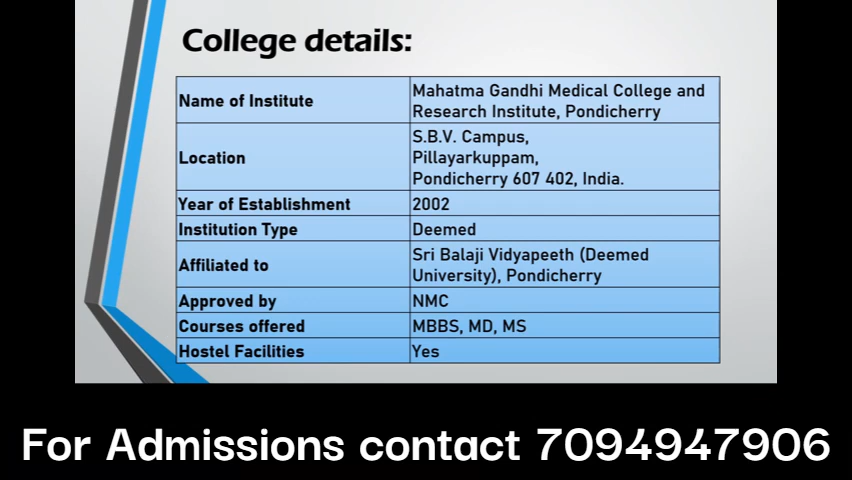 College details:
Name of Institute
Mahatma Gandhi Medical College and
Research Institute, Pondicherry
Location
S.B.V. Campus,
Pillayarkuppam,
Pondicherry 607 402, India.
Year of Establishment
2002
Institution Type
Deemed
Affiliated to
Sri Balaji Vidyapeeth (Deemed
University), Pondicherry
Approved by
NMC
Courses offered
MBBS, MD, MS
Hostel Facilities
Yes
For Admissions contact 7094947906